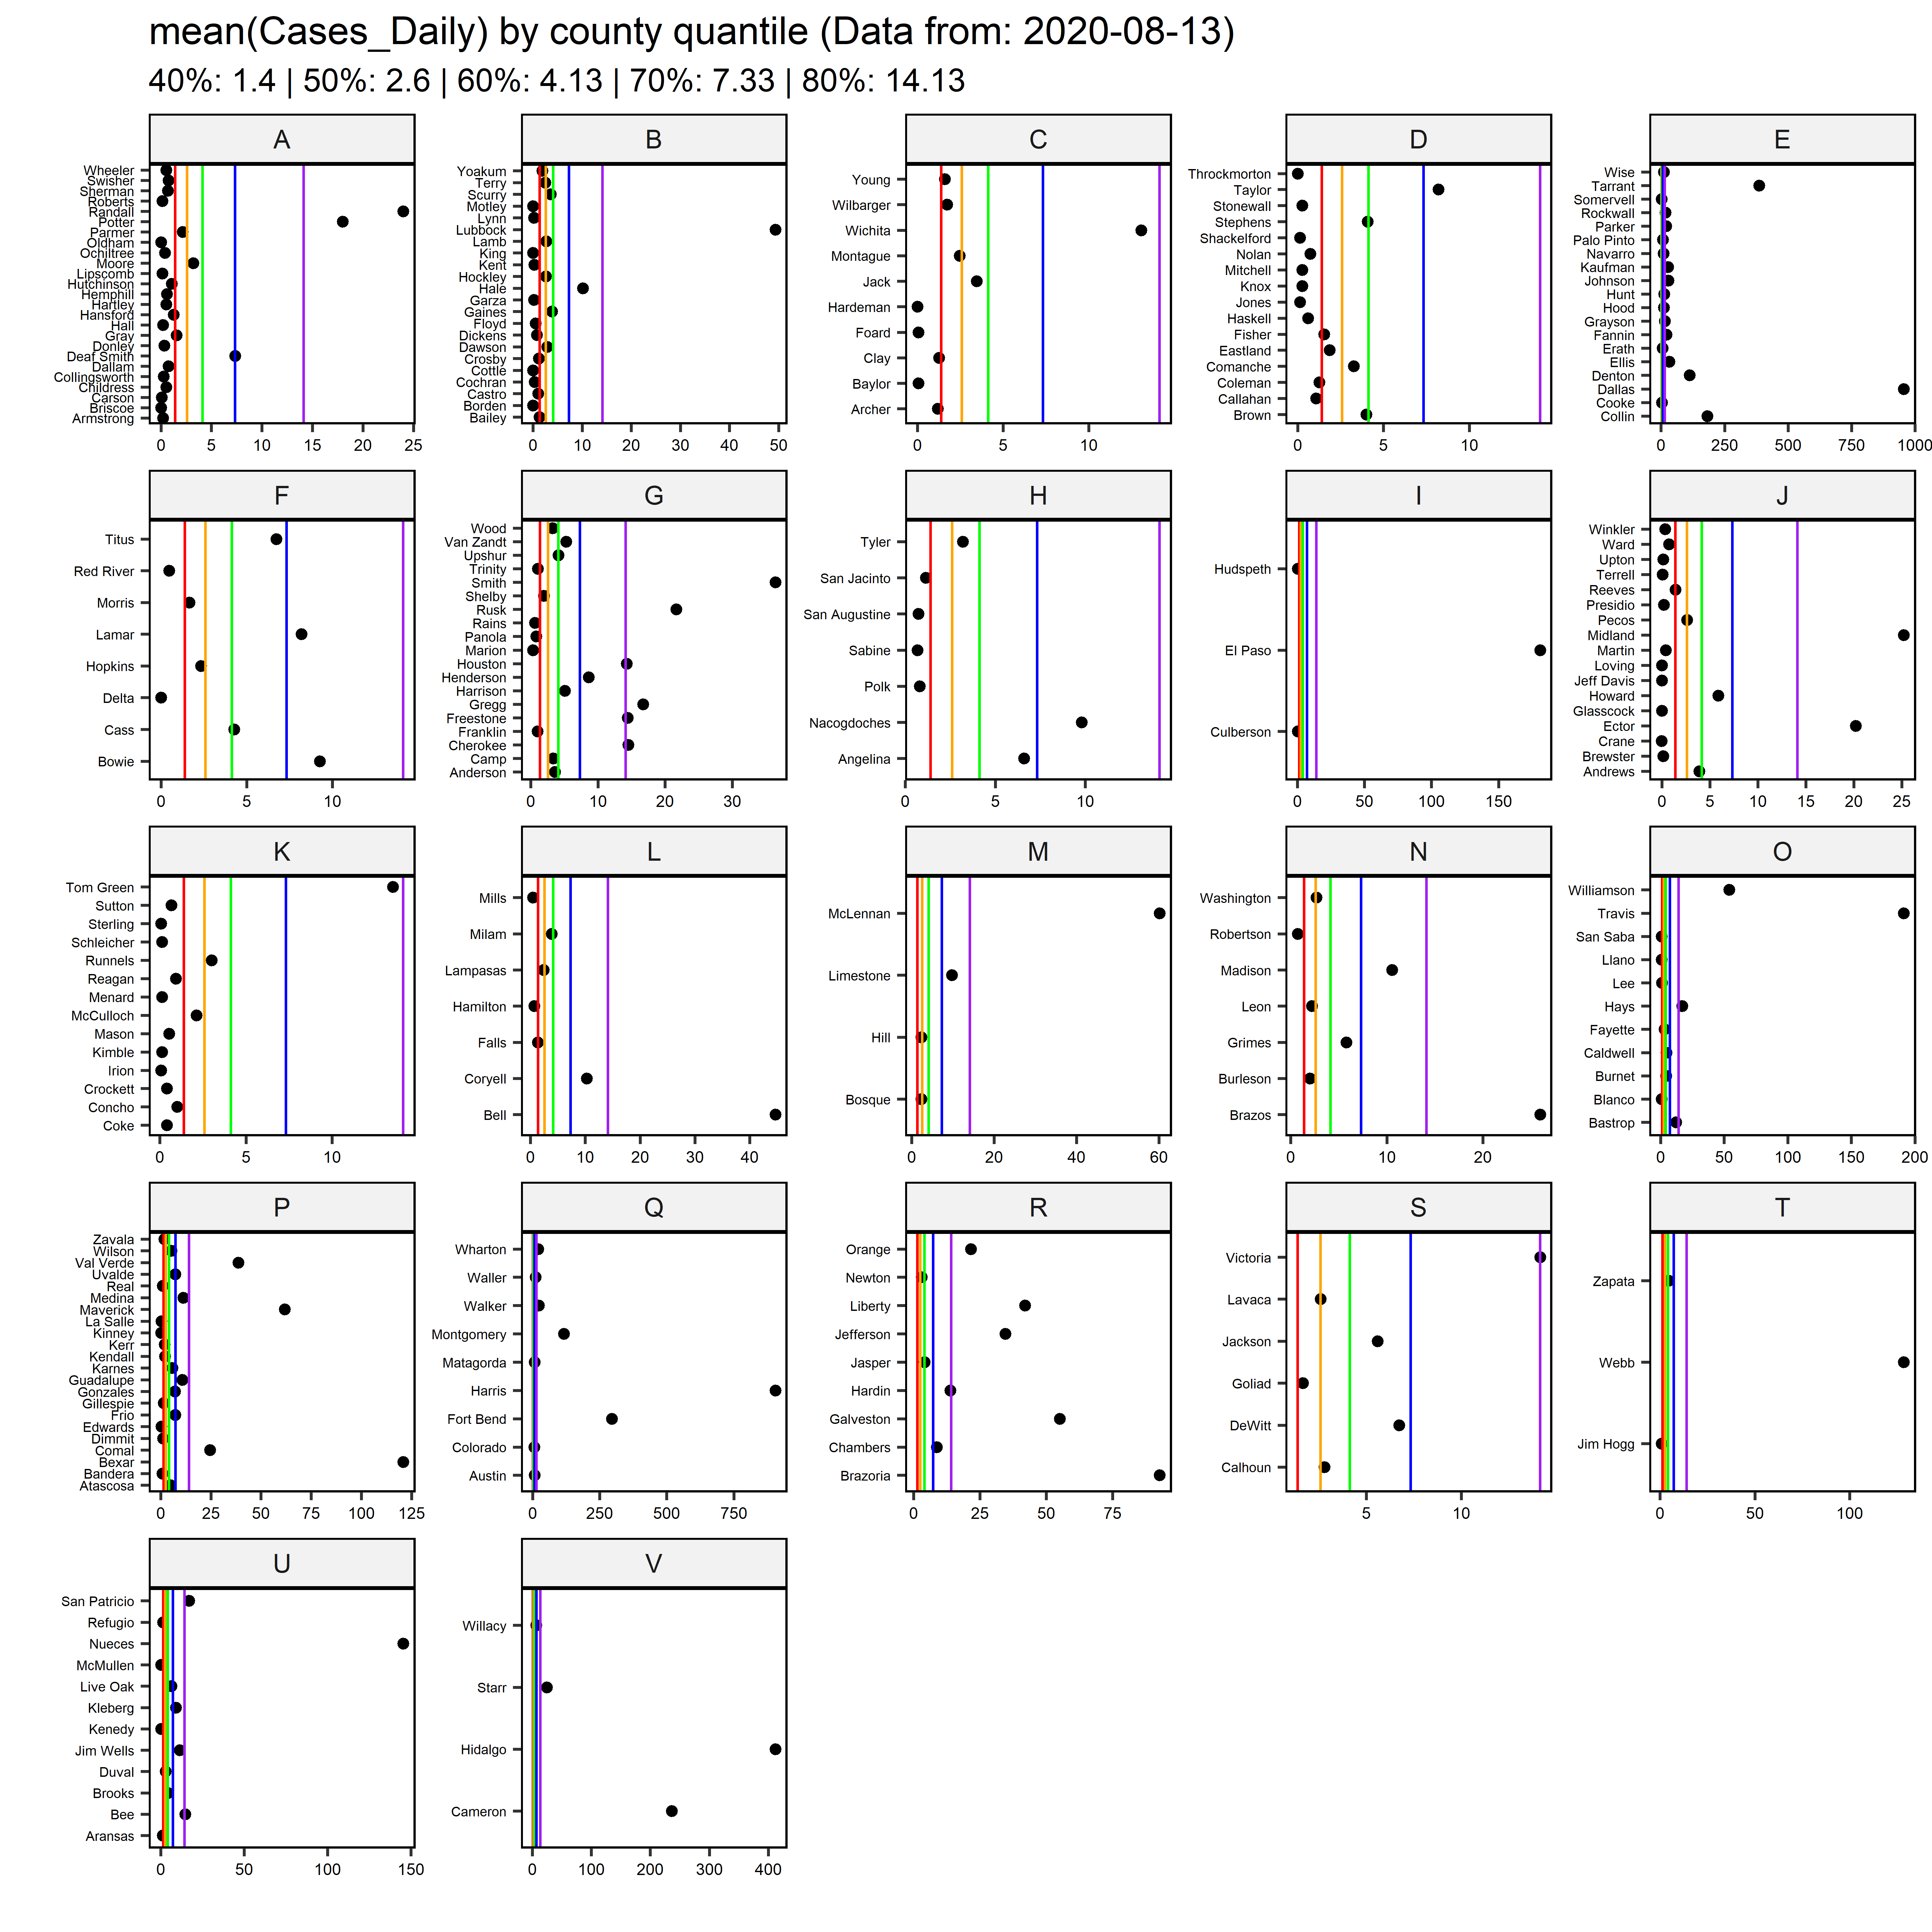 mean(Cases_Daily) by county quantile (Data from: 2020-08-13)
40%: 1.4 | 50%: 2.6 | 60%: 4.13 | 70%: 7.33 | 80%: 14.13
A
Wheeler
Swisher
Sherman
Roberts
Randall
Potter
Parmer
Oldham
Ochiltree
Moore
Lipscomb
Hutchinson
Hemphill
Hartley
Hansford
Hall
Gray
Donley
Deaf Smith
Dallam
Collingsworth
Childress
Carson
Briscoe
Armstrong
0 5 10 15 20 25
B
Yoakum
Terry
Scurry
Motley
Lynn
Lubbock
Lamb
King
Kent
Hockley
Hale
Garza
Gaines
Floyd
Dickens
Dawson
Crosby
Cottle
Cochran
Castro
Borden
Bailey
0 10 20 30 40 50
C
Young
Wilbarger
Wichita
Montague
Jack
Hardeman
Foard
Clay
Baylor
Archer
0 5 10
D
Throckmorton
Taylor
Stonewall
Stephens
Shackelford
Nolan
Mitchell
Knox
Jones
Haskell
Fisher
Eastland
Comanche
Coleman
Callahan
Brown
0 5 10
E
Wise
Tarrant
Somervell
Rockwall
Parker
Palo Pinto
Navarro
Kaufman
Johnson
Hunt
Hood
Grayson
Fannin
Erath
Ellis
Denton
Dallas
Cooke
Collin
0 250 500 750 1000
F
Titus
Red River
Morris
Lamar
Hopkins
Delta
Cass
Bowie
0 5 10
G
Wood
Van Zandt
Upshur
Trinity
Smith
Shelby
Rusk
Rains
Panola
Marion
Houston
Henderson
Harrison
Gregg
Freestone
Franklin
Cherokee
Camp
Anderson
0 10 20 30
H
Tyler
San Jacinto
San Augustine
Sabine
Polk
Nacogdoches
Angelina
0 5 10
I
Hudspeth
El Paso
Culberson
0 50 100 150
J
Winkler
Ward
Upton
Terrell
Reeves
Presidio
Pecos
Midland
Martin
Loving
Jeff Davis
Howard
Glasscock
Ector
Crane
Brewster
Andrews
0 5 10 15 20 25
K
Tom Green
Sutton
Sterling
Schleicher
Runnels
Reagan
Menard
McCulloch
Mason
Kimble
Irion
Crockett
Concho
Coke
0 5 10
L
Mills
Milam
Lampasas
Hamilton
Falls
Coryell
Bell
0 10 20 30 40
M
McLennan
Limestone
Hill
Bosque
0 20 40 60
N
Washington
Robertson
Madison
Leon
Grimes
Burleson
Brazos
0 10 20
O
Williamson
Travis
San Saba
Llano
Lee
Hays
Fayette
Caldwell
Burnet
Blanco
Bastrop
0 50 100 150 200
P
Zavala
Wilson
Val Verde
Uvalde
Real
Medina
Maverick
La Salle
Kinney
Kerr
Kendall
Karnes
Guadalupe
Gonzales
Gillespie
Frio
Edwards
Dimmit
Comal
Bexar
Bandera
Atascosa
0 25 50 75 100 125
Q
Wharton
Waller
Walker
Montgomery
Matagorda
Harris
Fort Bend
Colorado
Austin
0 250 500 750
R
Orange
Newton
Liberty
Jefferson
Jasper
Hardin
Galveston
Chambers
Brazoria
0 25 50 75
S
Victoria
Lavaca
Jackson
Goliad
DeWitt
Calhoun
5 10
T
Zapata
Webb
Jim Hogg
0 50 100
U
San Patricio
Refugio
Nueces
McMullen
Live Oak
Kleberg
Kenedy
Jim Wells
Duval
Brooks
Bee
Aransas
0 50 100 150
V
Willacy
Starr
Hidalgo
Cameron
0 100 200 300 400